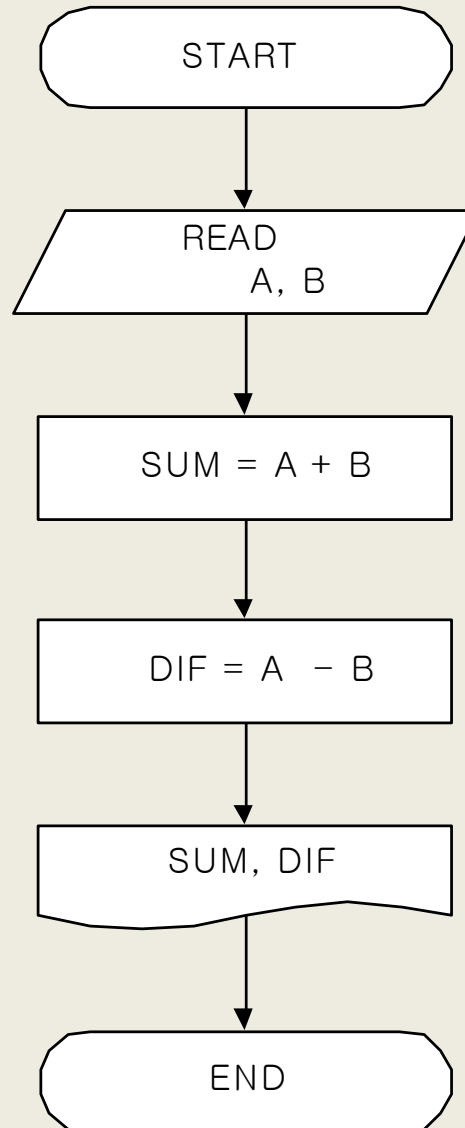 START
READ
A, B
SUM = A + B
DIF = A - B
SUM, DIF
END